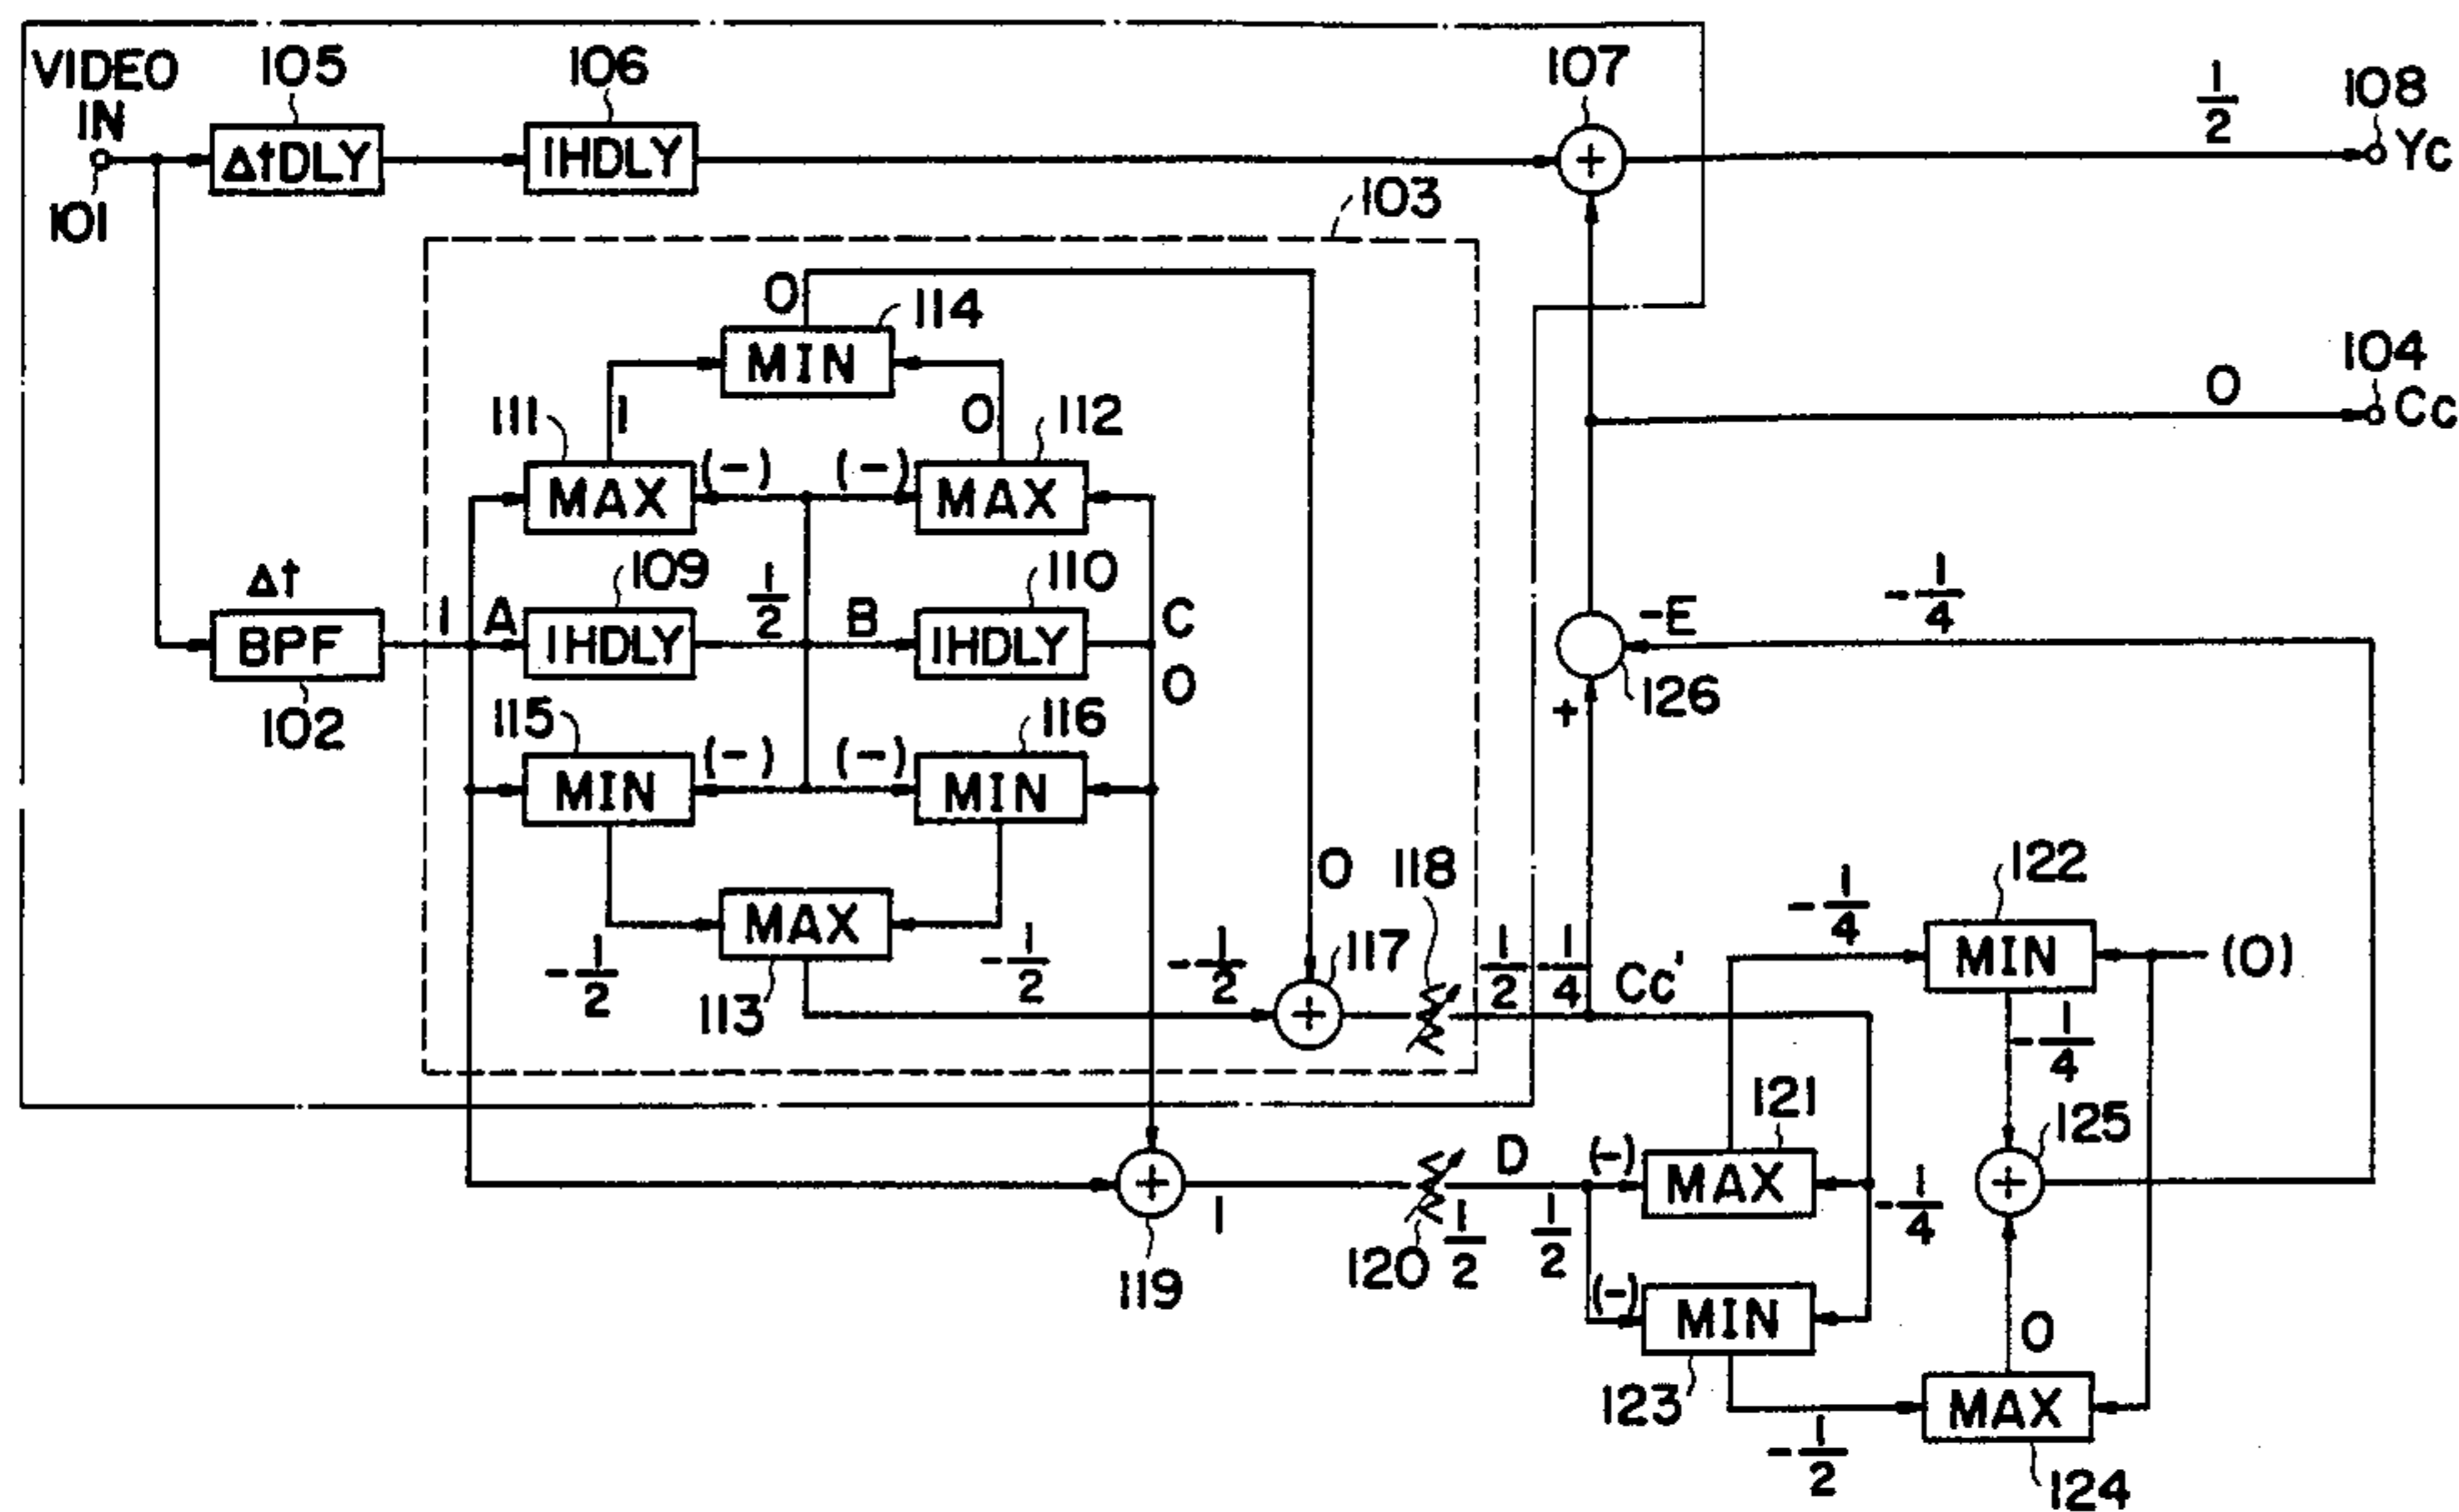 VIDEO
IN
101
105
ΔtDLY
106
1HDLY
107
+
1/2
108
Yc
103
0
114
MIN
111
1
0
112
MAX
(-)
(-)
MAX
104
0
Cc
Δt
BPF
102
1
A
109
1HDLY
1/2
B
110
1HDLY
C
0
-E
-1/4
126
+
115
MIN
(-)
(-)
116
MIN
113
MAX
-1/2
-1/2
-1/2
0
117
+
118
1/2
-1/4
Cc'
-1/4
122
MIN
(0)
-1/4
119
+
1
120
1/2
D
1/2
(-)
121
MAX
-1/4
125
+
(-)
MIN
123
-1/2
0
MAX
124